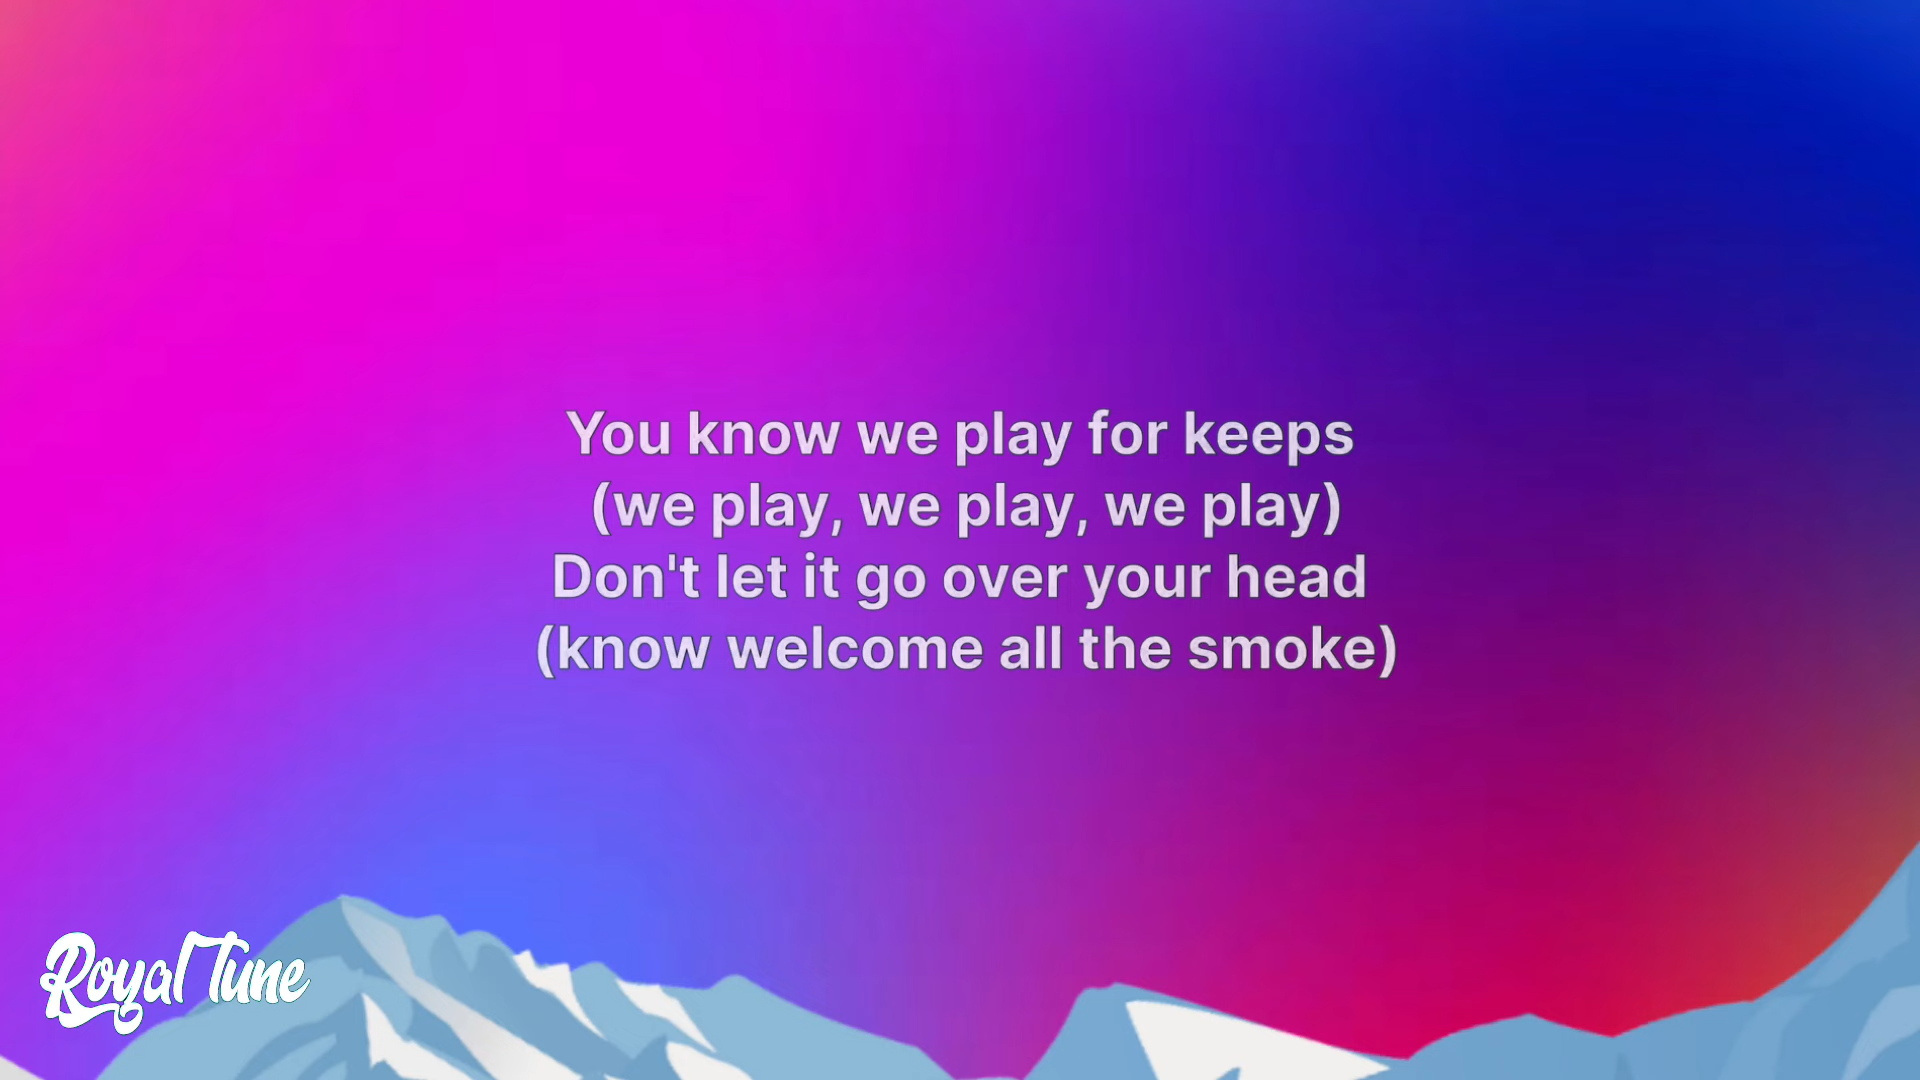 You know we play for keeps
(we play, we play, we play)
Don't let it go over your head
(know welcome all the smoke)
Royal Tune